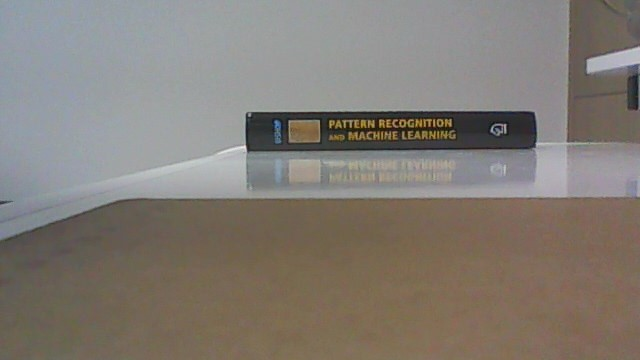 PATTERN RECOGNITION
AND MACHINE LEARNING